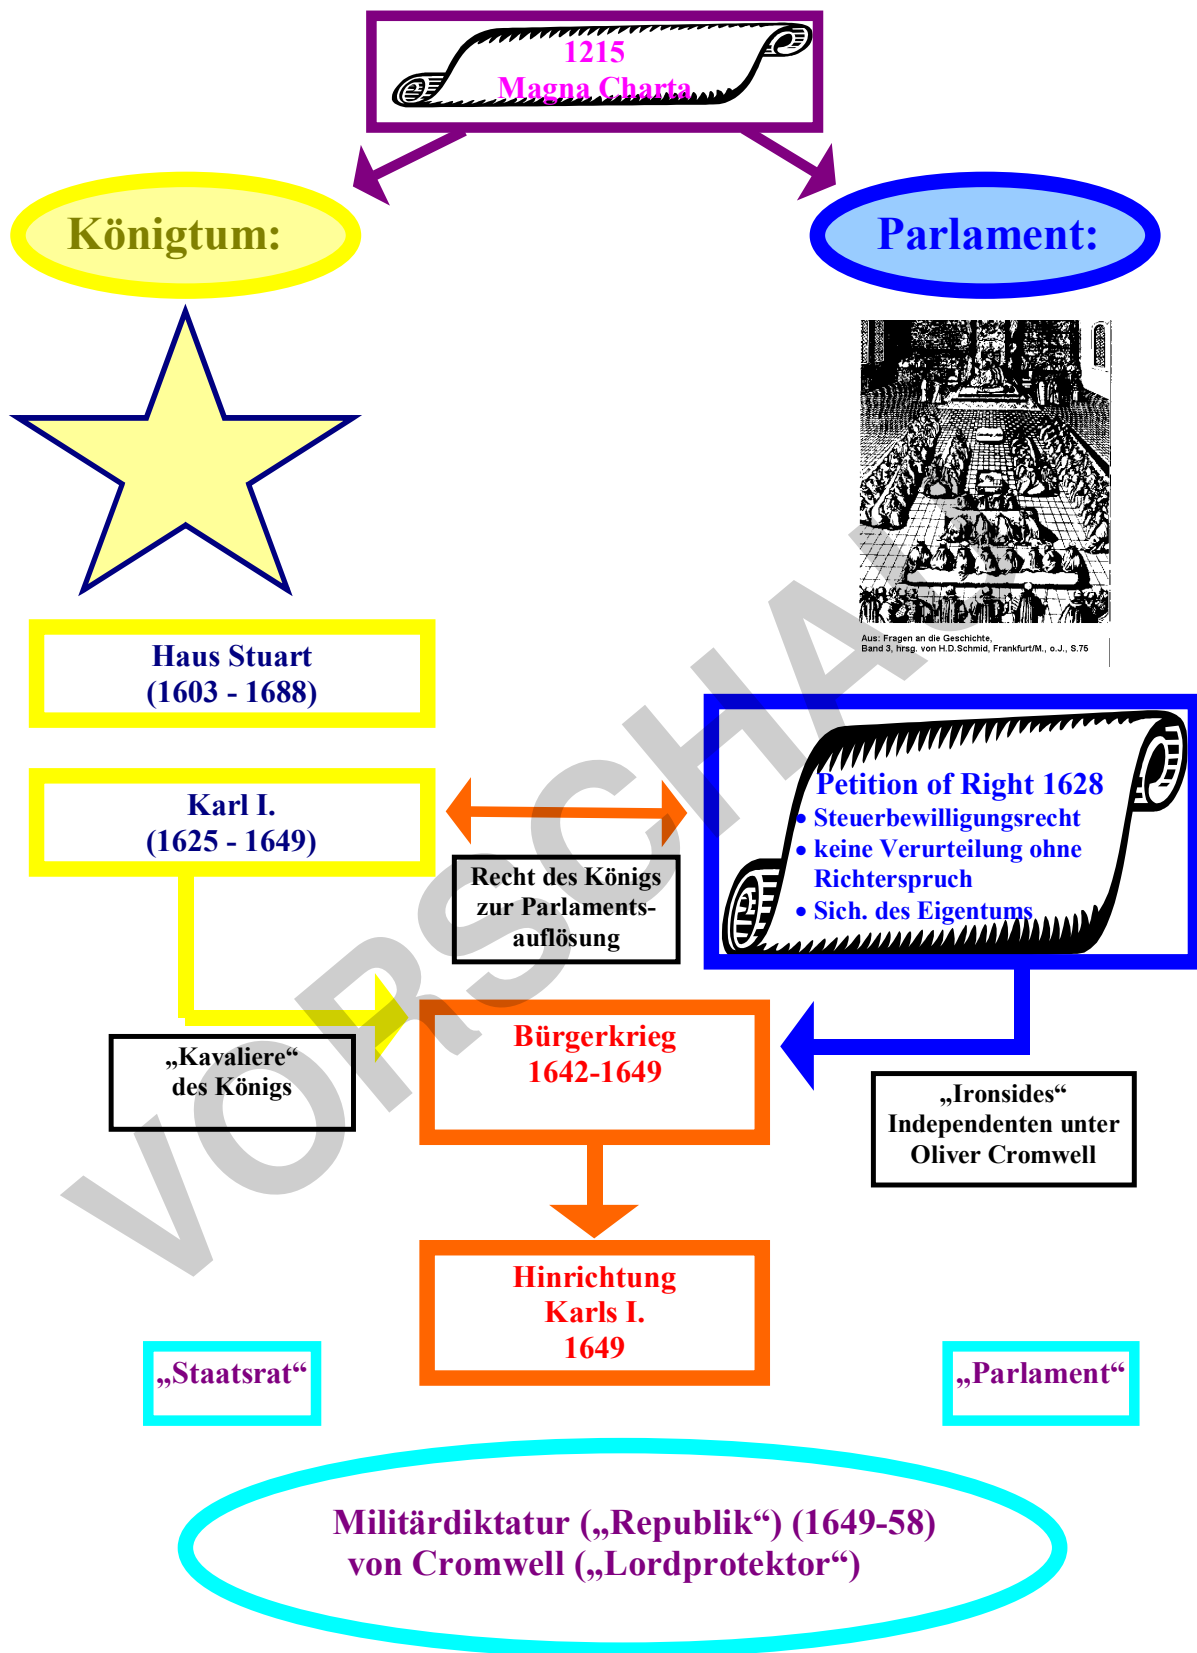 1215
Magna Charta
Königtum:
Parlament:
Aus: Fragen an die Geschichte,
Band 3, hrsg. von H.D.Schmid, Frankfurt/M., o.J., S.75
Haus Stuart
(1603 - 1688)
Karl I.
(1625 - 1649)
Recht des Königs
zur Parlaments-
auflösung
Petition of Right 1628
• Steuerbewilligungsrecht
• keine Verurteilung ohne
Richterspruch
• Sich. des Eigentums
„Kavaliere“
des Königs
Bürgerkrieg
1642-1649
„Ironsides“
Independenten unter
Oliver Cromwell
Hinrichtung
Karls I.
1649
„Staatsrat“
„Parlament“
Militärdiktatur („Republik“) (1649-58)
von Cromwell („Lordprotektor“)
VORSCHAU